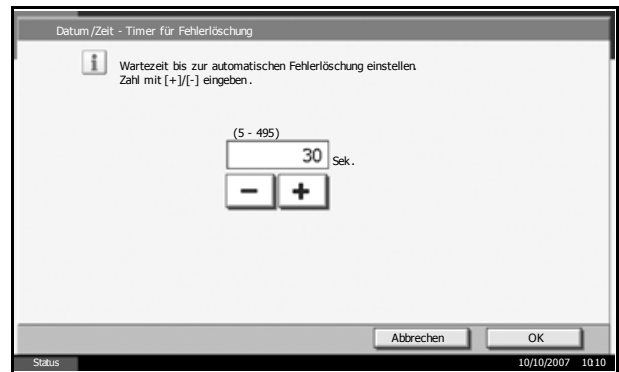 Datum/Zeit - Timer für Fehlerlöschung
Wartezeit bis zur automatischen Fehlerlöschung einstellen.
Zahl mit [+]/[-] eingeben.
(5 - 495)
30 Sek.
Abbrechen OK
Status 10/10/2007 10:10